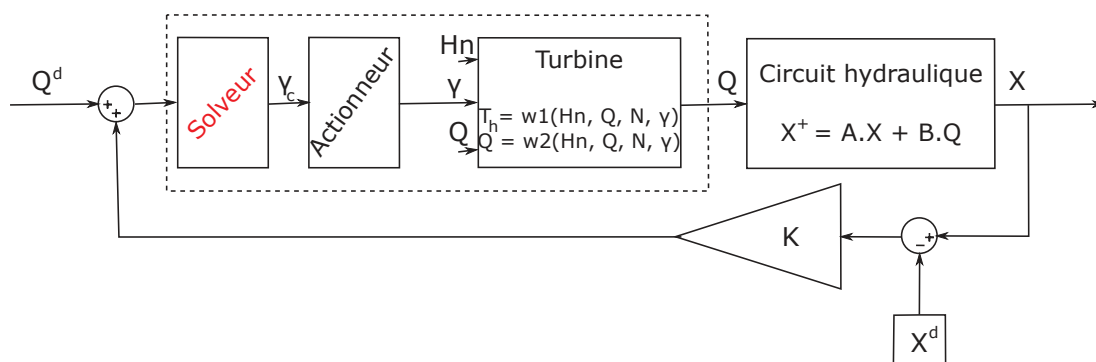 Q^d
+
+
Solveur
γ_c
Actionneur
Hn
γ
Q
Turbine
T_h = w1(Hn, Q, N, γ)
Q = w2(Hn, Q, N, γ)
Q
Circuit hydraulique
X⁺ = A.X + B.Q
X
K
+
−
X^d